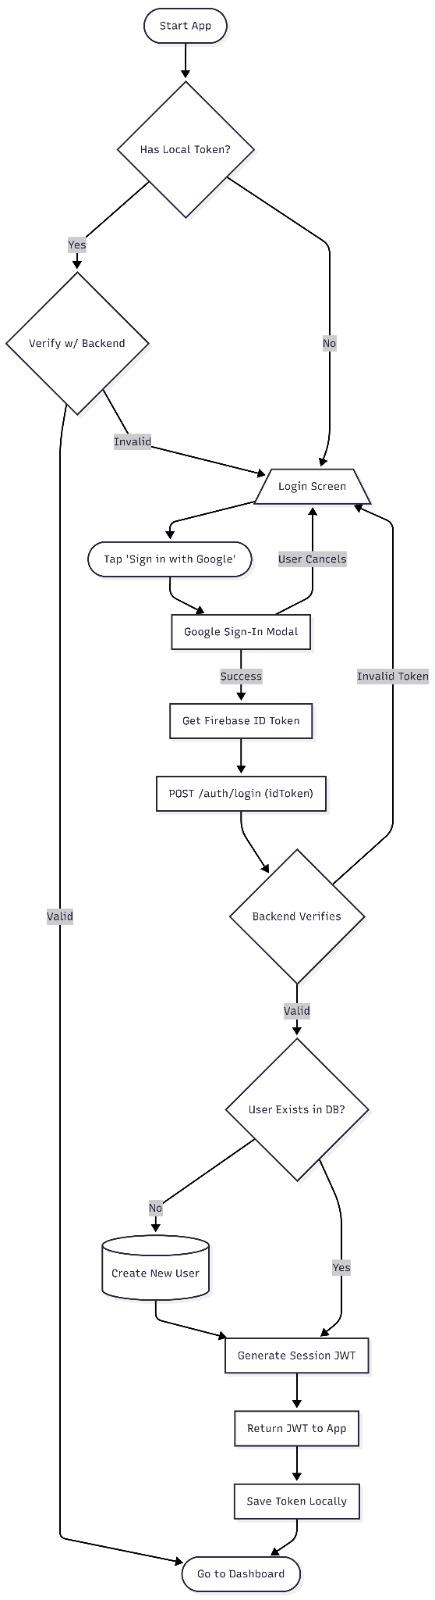 Start App
Has Local Token?
Yes
Verify w/ Backend
No
Invalid
Login Screen
Tap 'Sign in with Google'
User Cancels
Google Sign-In Modal
Success
Invalid Token
Get Firebase ID Token
POST /auth/login (idToken)
Valid
Backend Verifies
Valid
User Exists in DB?
No
Create New User
Yes
Generate Session JWT
Return JWT to App
Save Token Locally
Go to Dashboard